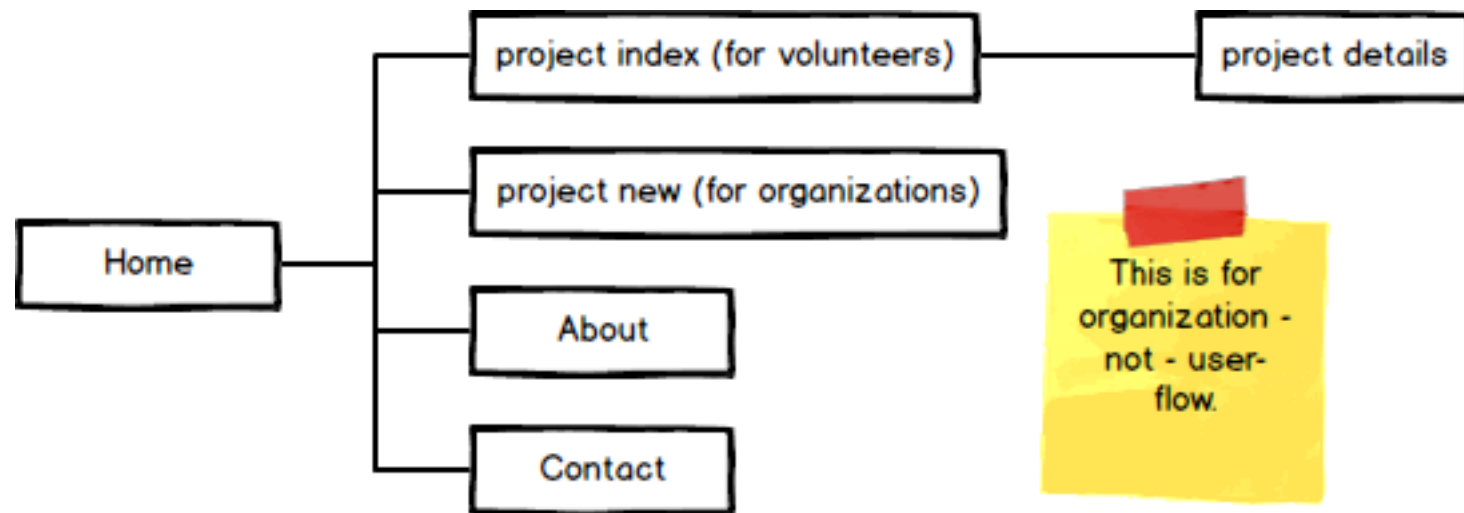 project index (for volunteers)
project details
project new (for organizations)
Home
About
Contact
This is for
organization -
not - user-
flow.